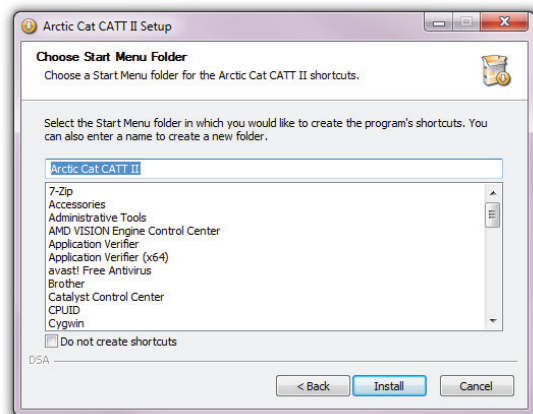 Arctic Cat CATT II Setup
Choose Start Menu Folder
Choose a Start Menu folder for the Arctic Cat CATT II shortcuts.
Select the Start Menu folder in which you would like to create the program's shortcuts. You
can also enter a name to create a new folder.
Arctic Cat CATT II
7-Zip
Accessories
Administrative Tools
AMD VISION Engine Control Center
Application Verifier
Application Verifier (x64)
avast! Free Antivirus
Brother
Catalyst Control Center
CPUID
Cygwin
Do not create shortcuts
DSA
< Back
Install
Cancel